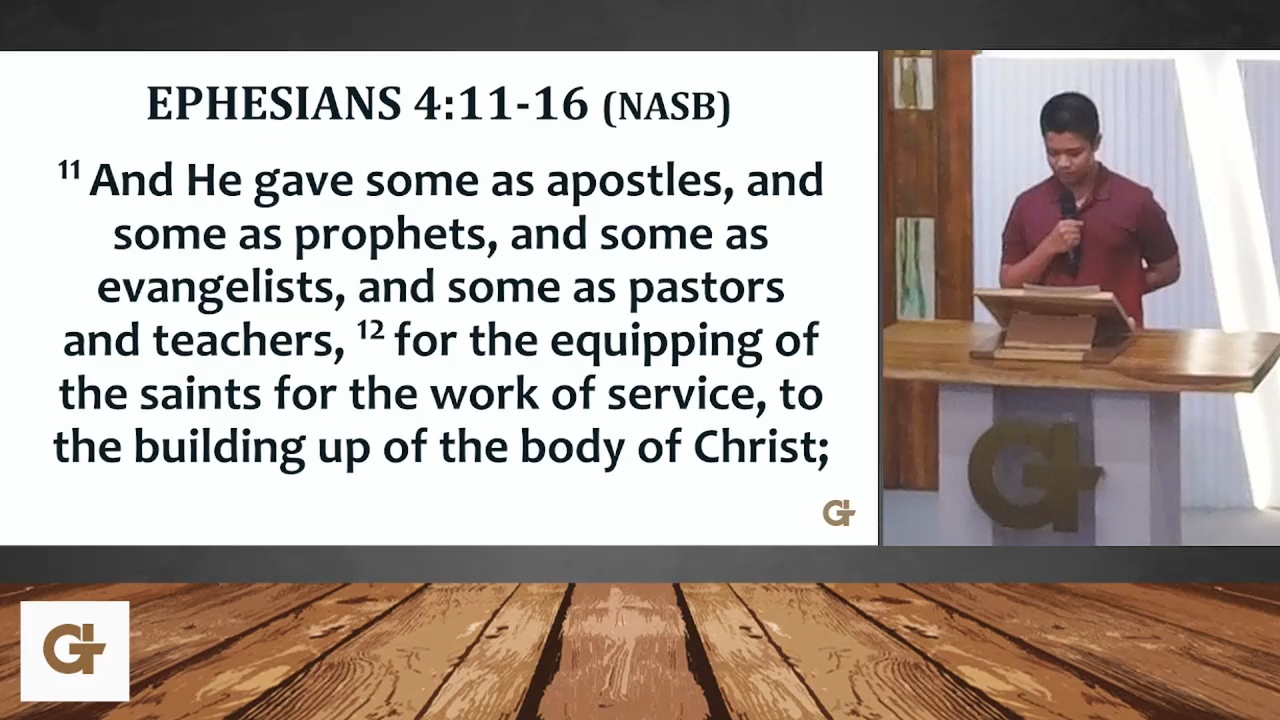 EPHESIANS 4:11-16 (NASB)
¹¹ And He gave some as apostles, and
some as prophets, and some as
evangelists, and some as pastors
and teachers, ¹² for the equipping of
the saints for the work of service, to
the building up of the body of Christ;